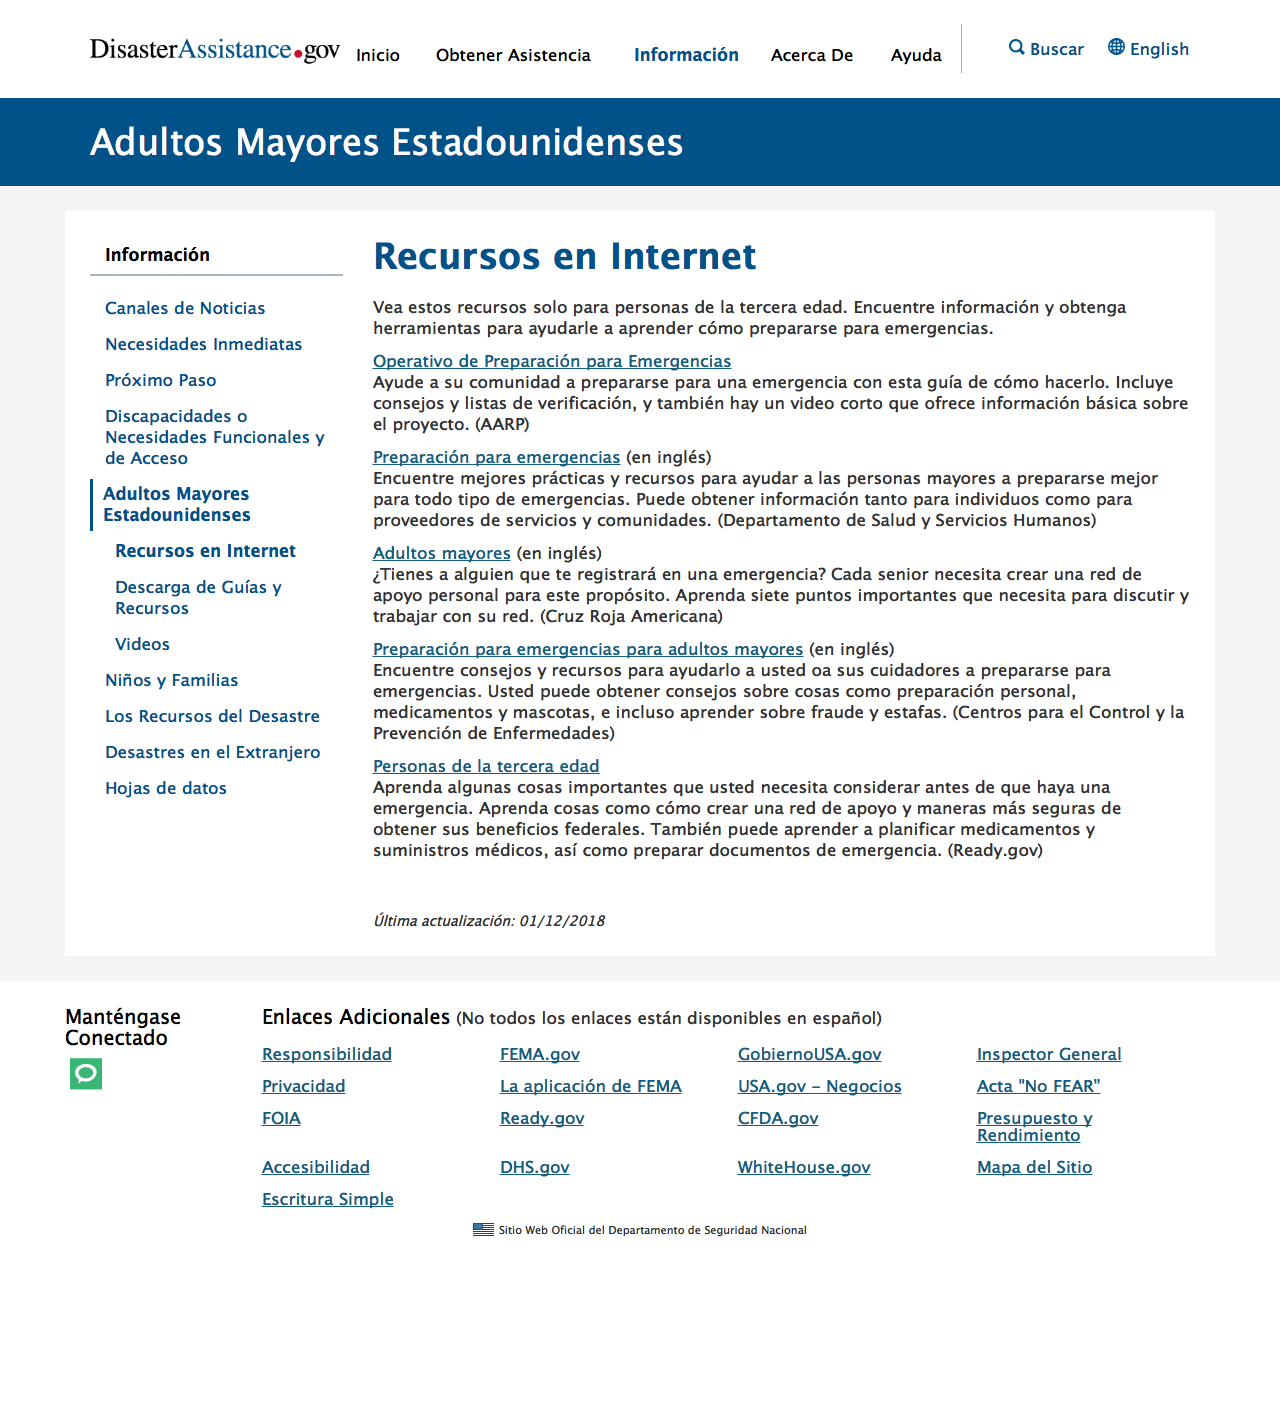 DisasterAssistance.gov
Inicio
Obtener Asistencia
Información
Acerca De
Ayuda
Buscar
English
Adultos Mayores Estadounidenses
Información
Canales de Noticias
Necesidades Inmediatas
Próximo Paso
Discapacidades o
Necesidades Funcionales y
de Acceso
Adultos Mayores
Estadounidenses
Recursos en Internet
Descarga de Guías y
Recursos
Videos
Niños y Familias
Los Recursos del Desastre
Desastres en el Extranjero
Hojas de datos
Recursos en Internet
Vea estos recursos solo para personas de la tercera edad. Encuentre información y obtenga
herramientas para ayudarle a aprender cómo prepararse para emergencias.
Operativo de Preparación para Emergencias
Ayude a su comunidad a prepararse para una emergencia con esta guía de cómo hacerlo. Incluye
consejos y listas de verificación, y también hay un video corto que ofrece información básica sobre
el proyecto. (AARP)
Preparación para emergencias (en inglés)
Encuentre mejores prácticas y recursos para ayudar a las personas mayores a prepararse mejor
para todo tipo de emergencias. Puede obtener información tanto para individuos como para
proveedores de servicios y comunidades. (Departamento de Salud y Servicios Humanos)
Adultos mayores (en inglés)
¿Tienes a alguien que te registrará en una emergencia? Cada senior necesita crear una red de
apoyo personal para este propósito. Aprenda siete puntos importantes que necesita para discutir y
trabajar con su red. (Cruz Roja Americana)
Preparación para emergencias para adultos mayores (en inglés)
Encuentre consejos y recursos para ayudarlo a usted oa sus cuidadores a prepararse para
emergencias. Usted puede obtener consejos sobre cosas como preparación personal,
medicamentos y mascotas, e incluso aprender sobre fraude y estafas. (Centros para el Control y la
Prevención de Enfermedades)
Personas de la tercera edad
Aprenda algunas cosas importantes que usted necesita considerar antes de que haya una
emergencia. Aprenda cosas como cómo crear una red de apoyo y maneras más seguras de
obtener sus beneficios federales. También puede aprender a planificar medicamentos y
suministros médicos, así como preparar documentos de emergencia. (Ready.gov)
Última actualización: 01/12/2018
Manténgase
Conectado
Enlaces Adicionales (No todos los enlaces están disponibles en español)
Responsibilidad
FEMA.gov
GobiernoUSA.gov
Inspector General
Privacidad
La aplicación de FEMA
USA.gov – Negocios
Acta "No FEAR”
FOIA
Ready.gov
CFDA.gov
Presupuesto y
Rendimiento
Accesibilidad
DHS.gov
WhiteHouse.gov
Mapa del Sitio
Escritura Simple
Sitio Web Oficial del Departamento de Seguridad Nacional